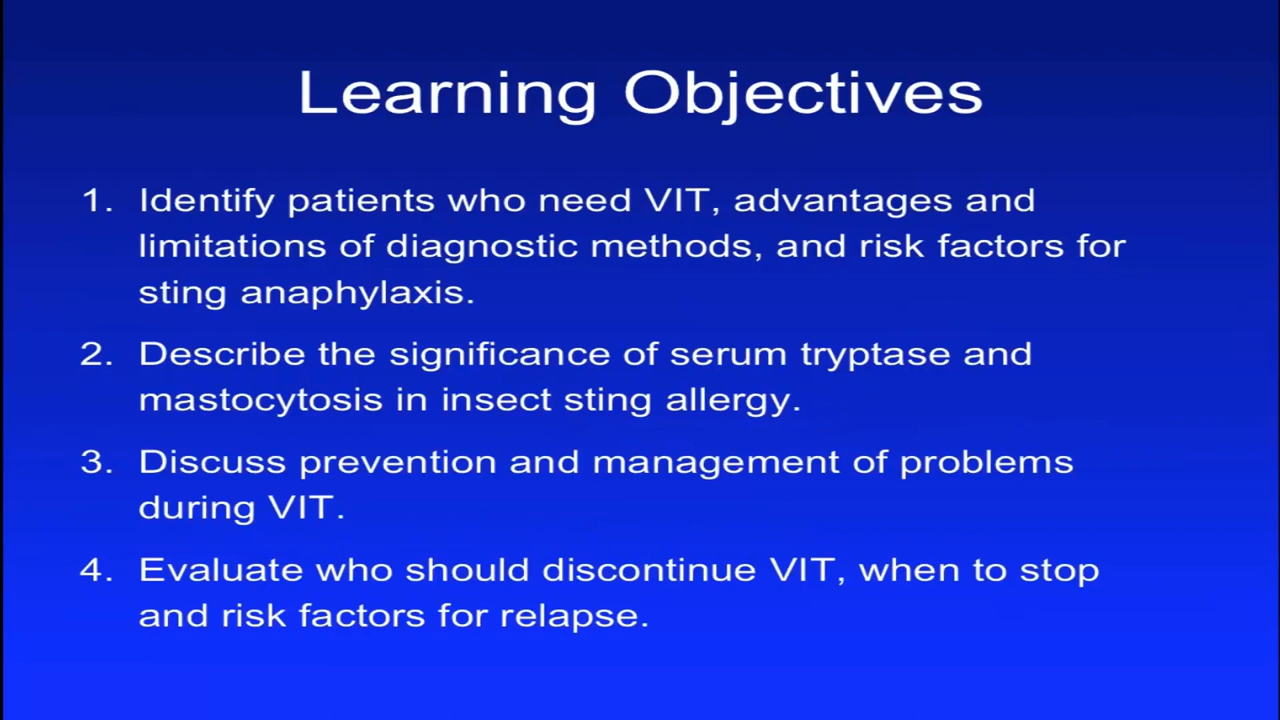 Learning Objectives
1. Identify patients who need VIT, advantages and
limitations of diagnostic methods, and risk factors for
sting anaphylaxis.
2. Describe the significance of serum tryptase and
mastocytosis in insect sting allergy.
3. Discuss prevention and management of problems
during VIT.
4. Evaluate who should discontinue VIT, when to stop
and risk factors for relapse.